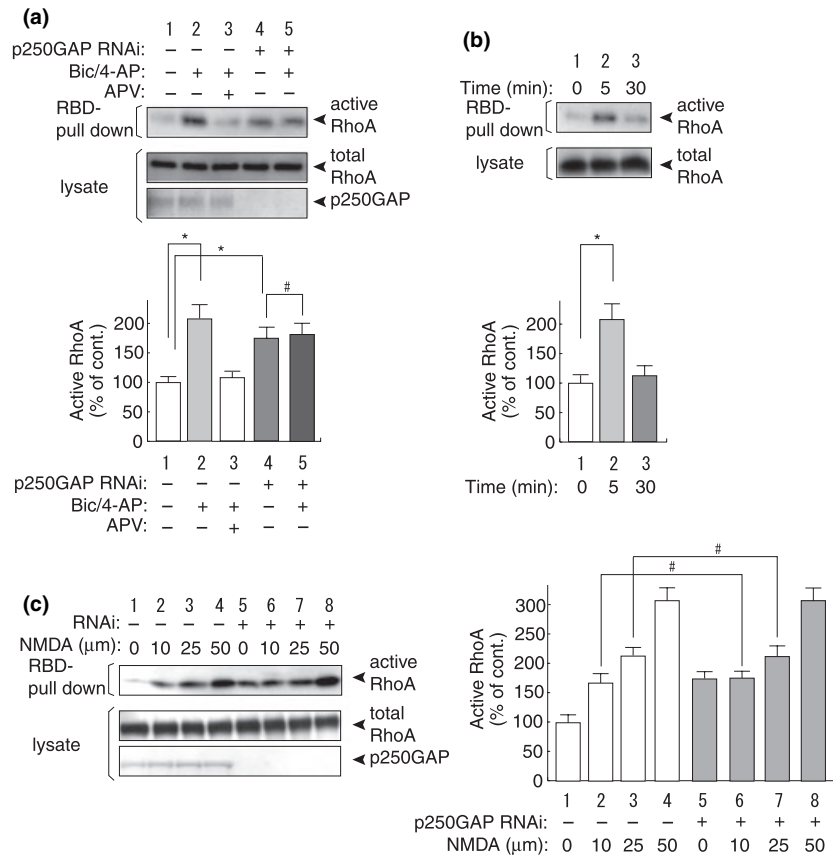 (a)
1 2 3 4 5
p250GAP RNAi: – – – + +
Bic/4-AP: – + + – +
APV: – – + – –
RBD-
pull down
active
RhoA
lysate
total
RhoA
p250GAP
* * #
Active RhoA
(% of cont.)
200
150
100
50
0
1 2 3 4 5
p250GAP RNAi: – – – + +
Bic/4-AP: – + + – +
APV: – – + – –
(b)
1 2 3
Time (min): 0 5 30
RBD-
pull down
active
RhoA
lysate
total
RhoA
*
Active RhoA
(% of cont.)
200
150
100
50
0
1 2 3
Time (min): 0 5 30
(c)
1 2 3 4 5 6 7 8
RNAi: – – – – + + + +
NMDA (μm): 0 10 25 50 0 10 25 50
RBD-
pull down
active
RhoA
lysate
total
RhoA
p250GAP
#
#
Active RhoA
(% of cont.)
300
250
200
150
100
50
0
1 2 3 4 5 6 7 8
p250GAP RNAi: – – – – + + + +
NMDA (μm): 0 10 25 50 0 10 25 50